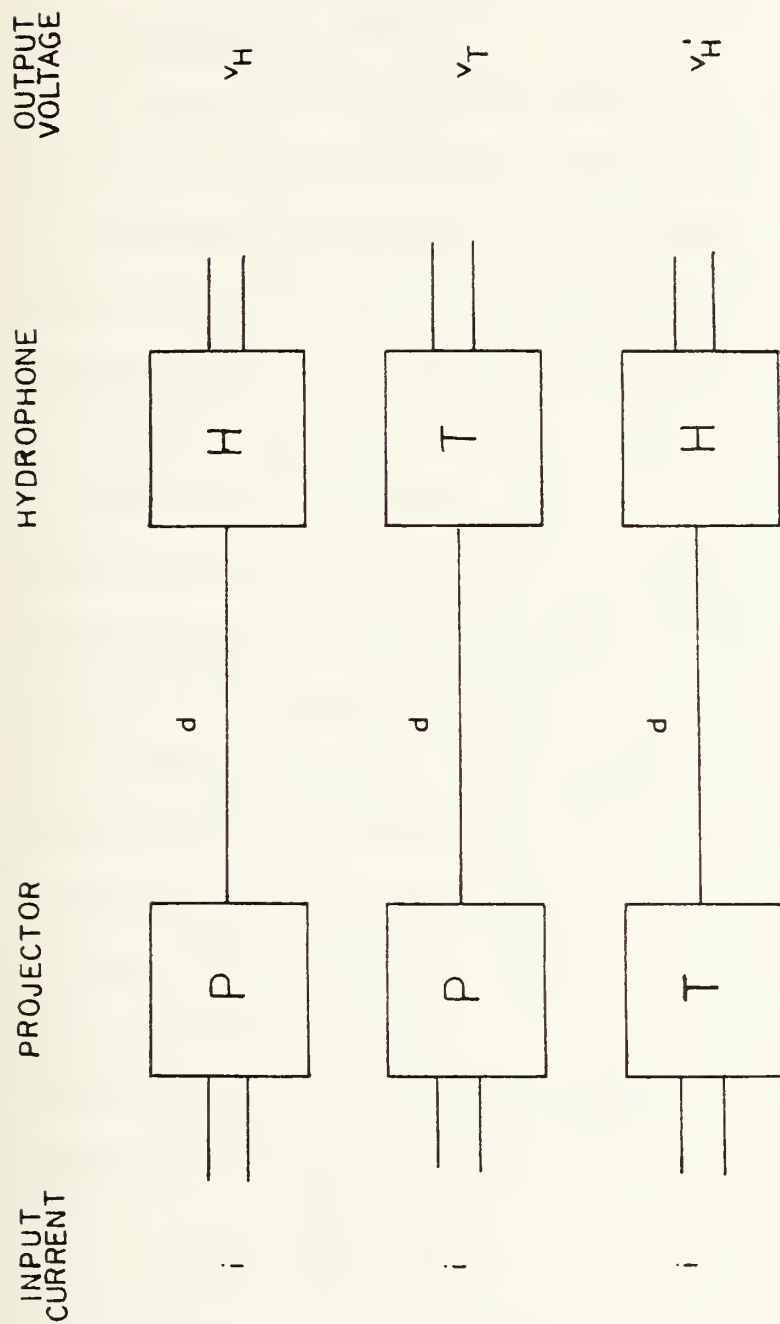 INPUT
CURRENT
PROJECTOR
HYDROPHONE
OUTPUT
VOLTAGE
i
P
d
H
v_H
i
P
d
T
v_T
i
T
d
H
v_H'